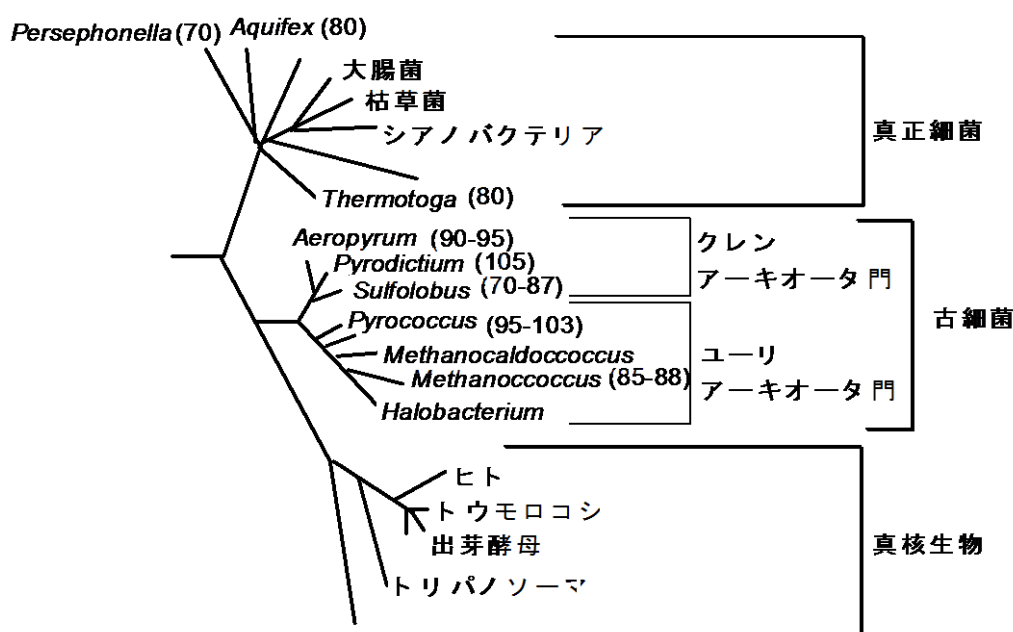 Persephonella (70)
Aquifex (80)
大腸菌
枯草菌
シアノバクテリア
真正細菌
Thermotoga (80)
Aeropyrum (90-95)
Pyrodictium (105)
Sulfolobus (70-87)
クレン
アーキオータ門
Pyrococcus (95-103)
Methanocaldoccoccus
Methanoccoccus (85-88)
Halobacterium
ユーリ
アーキオータ門
古細菌
ヒト
トウモロコシ
出芽酵母
トリパノソーマ
真核生物